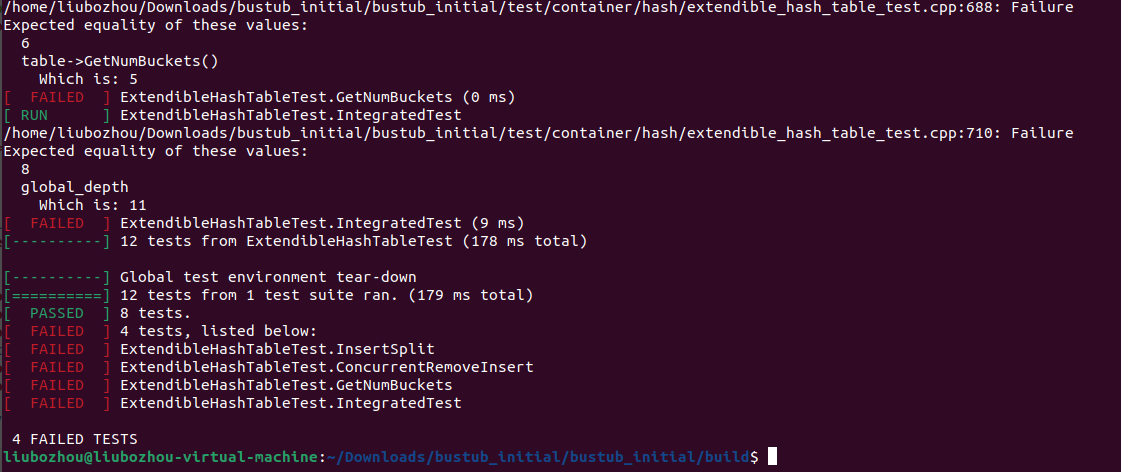 /home/liubozhou/Downloads/bustub_initial/bustub_initial/test/container/hash/extendible_hash_table_test.cpp:688: Failure
Expected equality of these values:
  6
  table->GetNumBuckets()
    Which is: 5
[  FAILED  ] ExtendibleHashTableTest.GetNumBuckets (0 ms)
[ RUN      ] ExtendibleHashTableTest.IntegratedTest
/home/liubozhou/Downloads/bustub_initial/bustub_initial/test/container/hash/extendible_hash_table_test.cpp:710: Failure
Expected equality of these values:
  8
  global_depth
    Which is: 11
[  FAILED  ] ExtendibleHashTableTest.IntegratedTest (9 ms)
[----------] 12 tests from ExtendibleHashTableTest (178 ms total)

[----------] Global test environment tear-down
[==========] 12 tests from 1 test suite ran. (179 ms total)
[  PASSED  ] 8 tests.
[  FAILED  ] 4 tests, listed below:
[  FAILED  ] ExtendibleHashTableTest.InsertSplit
[  FAILED  ] ExtendibleHashTableTest.ConcurrentRemoveInsert
[  FAILED  ] ExtendibleHashTableTest.GetNumBuckets
[  FAILED  ] ExtendibleHashTableTest.IntegratedTest

 4 FAILED TESTS
liubozhou@liubozhou-virtual-machine:~/Downloads/bustub_initial/bustub_initial/build$